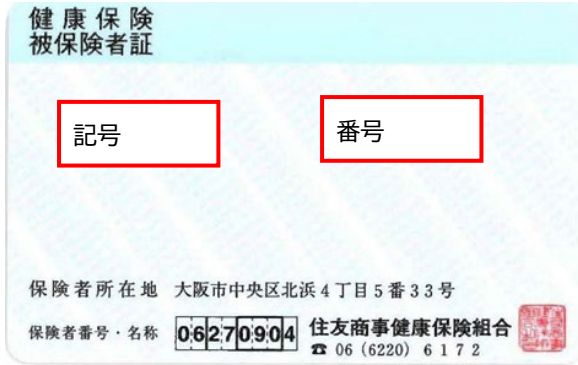 健康保険
被保険者証
記号 番号
保険者所在地 大阪市中央区北浜4丁目5番33号
保険者番号・名称 06270904 住友商事健康保険組合
☎ 06 (6220) 6172